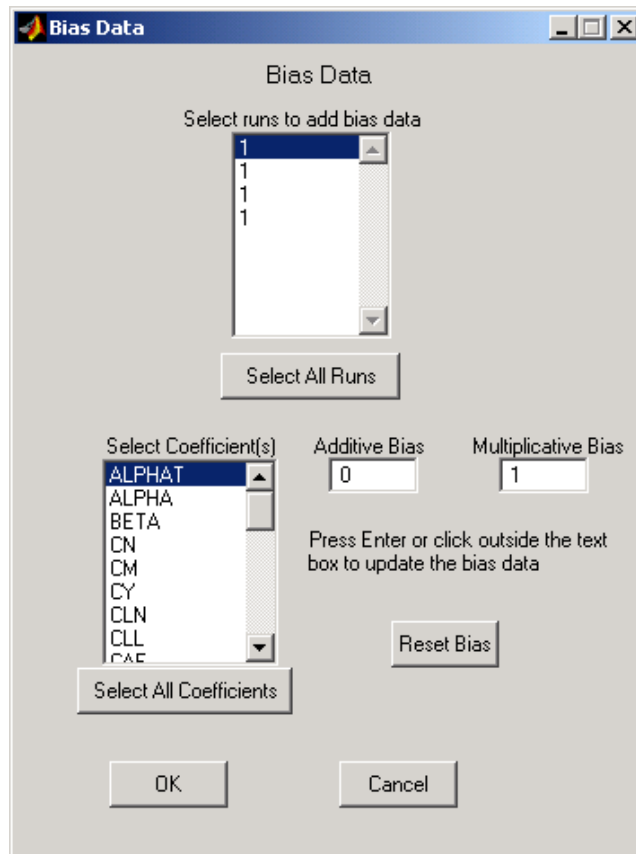 Bias Data
Bias Data
Select runs to add bias data
1
1
1
1
Select All Runs
Select Coefficient(s)
Additive Bias
Multiplicative Bias
ALPHAT
0
1
ALPHA
BETA
CN
CM
CY
CLN
CLL
CAF
Press Enter or click outside the text
box to update the bias data
Reset Bias
Select All Coefficients
OK
Cancel